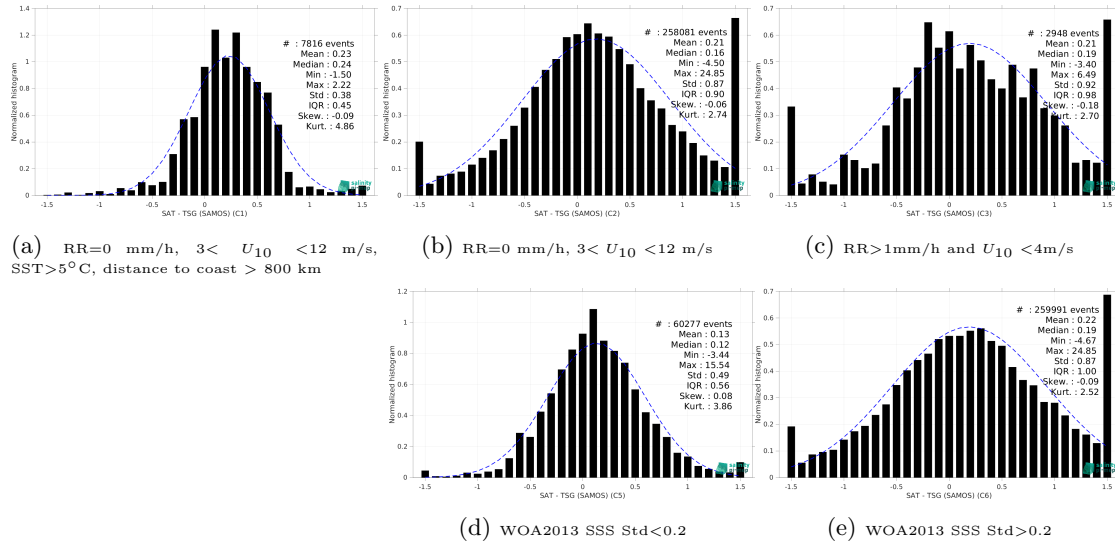 1.4
1.2
1
0.8
0.6
0.4
0.2
0
Normalized histogram
# : 7816 events
Mean : 0.23
Median : 0.24
Min : -1.50
Max : 2.22
Std : 0.38
IQR : 0.45
Skew. : -0.09
Kurt. : 4.86
salinity
group
-1.5 -1 -0.5 0 0.5 1 1.5
SAT - TSG (SAMOS) (C1)
(a) RR=0 mm/h, 3< U10 <12 m/s,
SST>5°C, distance to coast > 800 km
0.7
0.6
0.5
0.4
0.3
0.2
0.1
0
Normalized histogram
# : 258081 events
Mean : 0.21
Median : 0.16
Min : -4.50
Max : 24.85
Std : 0.87
IQR : 0.90
Skew. : -0.06
Kurt. : 2.74
salinity
group
-1.5 -1 -0.5 0 0.5 1 1.5
SAT - TSG (SAMOS) (C2)
(b) RR=0 mm/h, 3< U10 <12 m/s
0.7
0.6
0.5
0.4
0.3
0.2
0.1
0
Normalized histogram
# : 2948 events
Mean : 0.21
Median : 0.19
Min : -3.40
Max : 6.49
Std : 0.92
IQR : 0.98
Skew. : -0.18
Kurt. : 2.70
salinity
group
-1.5 -1 -0.5 0 0.5 1 1.5
SAT - TSG (SAMOS) (C3)
(c) RR>1mm/h and U10 <4m/s
1.2
1
0.8
0.6
0.4
0.2
0
Normalized histogram
# : 60277 events
Mean : 0.13
Median : 0.12
Min : -3.44
Max : 15.54
Std : 0.49
IQR : 0.56
Skew. : 0.08
Kurt. : 3.86
salinity
group
-1.5 -1 -0.5 0 0.5 1 1.5
SAT - TSG (SAMOS) (C5)
(d) WOA2013 SSS Std<0.2
0.7
0.6
0.5
0.4
0.3
0.2
0.1
0
Normalized histogram
# : 259991 events
Mean : 0.22
Median : 0.19
Min : -4.67
Max : 24.85
Std : 0.87
IQR : 1.00
Skew. : -0.09
Kurt. : 2.52
salinity
group
-1.5 -1 -0.5 0 0.5 1 1.5
SAT - TSG (SAMOS) (C6)
(e) WOA2013 SSS Std>0.2